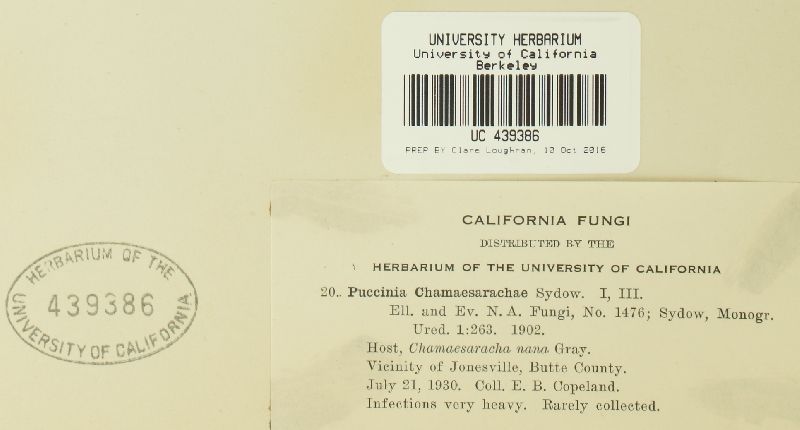 UNIVERSITY HERBARIUM
University of California
Berkeley
UC 439386
PREP BY Clare Loughran, 10 Oct 2016
HERBARIUM OF THE
439386
UNIVERSITY OF CALIFORNIA
CALIFORNIA FUNGI
DISTRIBUTED BY THE
HERBARIUM OF THE UNIVERSITY OF CALIFORNIA
20. Puccinia Chamaesarachae Sydow. I, III.
Ell. and Ev. N. A. Fungi, No. 1476; Sydow, Monogr.
Ured. 1:263. 1902.
Host, Chamaesaracha nana Gray.
Vicinity of Jonesville, Butte County.
July 21, 1930. Coll. E. B. Copeland.
Infections very heavy. Rarely collected.